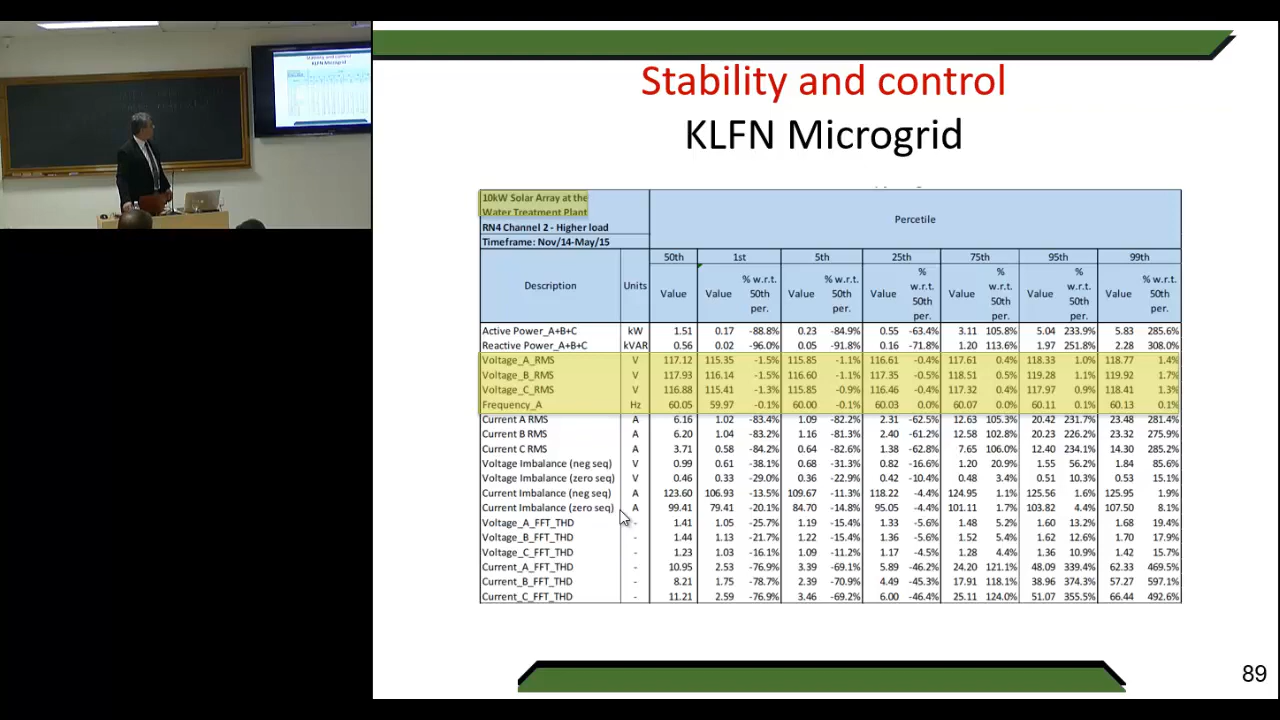 Stability and control
KLFN Microgrid
10kW Solar Array at the
Water Treatment Plant
RN4 Channel 2 - Higher load
Timeframe: Nov/14-May/15
Percetile
50th 1st 5th 25th 75th 95th 99th
Description Units Value Value % w.r.t. 50th per. Value % w.r.t. 50th per. Value % w.r.t. 50th per. Value % w.r.t. 50th per. Value % w.r.t. 50th per. Value % w.r.t. 50th per.
Active Power_A+B+C kW 1.51 0.17 -88.8% 0.23 -84.9% 0.55 -63.4% 3.11 105.8% 5.04 233.9% 5.83 285.6%
Reactive Power_A+B+C kVAR 0.56 0.02 -96.0% 0.05 -91.8% 0.16 -71.8% 1.20 113.6% 1.97 251.8% 2.28 308.0%
Voltage_A_RMS V 117.12 115.35 -1.5% 115.85 -1.1% 116.61 -0.4% 117.61 0.4% 118.33 1.0% 118.77 1.4%
Voltage_B_RMS V 117.93 116.14 -1.5% 116.60 -1.1% 117.35 -0.5% 118.51 0.5% 119.28 1.1% 119.92 1.7%
Voltage_C_RMS V 116.88 115.41 -1.3% 115.85 -0.9% 116.46 -0.4% 117.32 0.4% 117.97 0.9% 118.41 1.3%
Frequency_A Hz 60.05 59.97 -0.1% 60.00 -0.1% 60.03 0.0% 60.07 0.0% 60.11 0.1% 60.13 0.1%
Current A RMS A 6.16 1.02 -83.4% 1.09 -82.2% 2.31 -62.5% 12.63 105.3% 20.42 231.7% 23.48 281.4%
Current B RMS A 6.20 1.04 -83.2% 1.16 -81.3% 2.40 -61.2% 12.58 102.8% 20.23 226.2% 23.32 275.9%
Current C RMS A 3.71 0.58 -84.2% 0.64 -82.6% 1.38 -62.8% 7.65 106.0% 12.40 234.1% 14.30 285.2%
Voltage Imbalance (neg seq) V 0.99 0.61 -38.1% 0.68 -31.3% 0.82 -16.6% 1.20 20.9% 1.55 56.2% 1.84 85.6%
Voltage Imbalance (zero seq) V 0.46 0.33 -29.0% 0.36 -22.9% 0.42 -10.4% 0.48 3.4% 0.51 10.3% 0.53 15.1%
Current Imbalance (neg seq) A 123.60 106.93 -13.5% 109.67 -11.3% 118.22 -4.4% 124.95 1.1% 125.56 1.6% 125.95 1.9%
Current Imbalance (zero seq) A 99.41 79.41 -20.1% 84.70 -14.8% 95.05 -4.4% 101.11 1.7% 103.82 4.4% 107.50 8.1%
Voltage_A_FFT_THD - 1.41 1.05 -25.7% 1.19 -15.4% 1.33 -5.6% 1.48 5.2% 1.60 13.2% 1.68 19.4%
Voltage_B_FFT_THD - 1.44 1.13 -21.7% 1.22 -15.4% 1.36 -5.6% 1.52 5.4% 1.62 12.6% 1.70 17.9%
Voltage_C_FFT_THD - 1.23 1.03 -16.1% 1.09 -11.2% 1.17 -4.5% 1.28 4.4% 1.36 10.9% 1.42 15.7%
Current_A_FFT_THD - 10.95 2.53 -76.9% 3.39 -69.1% 5.89 -46.2% 24.20 121.1% 48.09 339.4% 62.33 469.5%
Current_B_FFT_THD - 8.21 1.75 -78.7% 2.39 -70.9% 4.49 -45.3% 17.91 118.1% 38.96 374.3% 57.27 597.1%
Current_C_FFT_THD - 11.21 2.59 -76.9% 3.46 -69.2% 6.00 -46.4% 25.11 124.0% 51.07 355.5% 66.44 492.6%
89
Stability and control
KLFN Microgrid